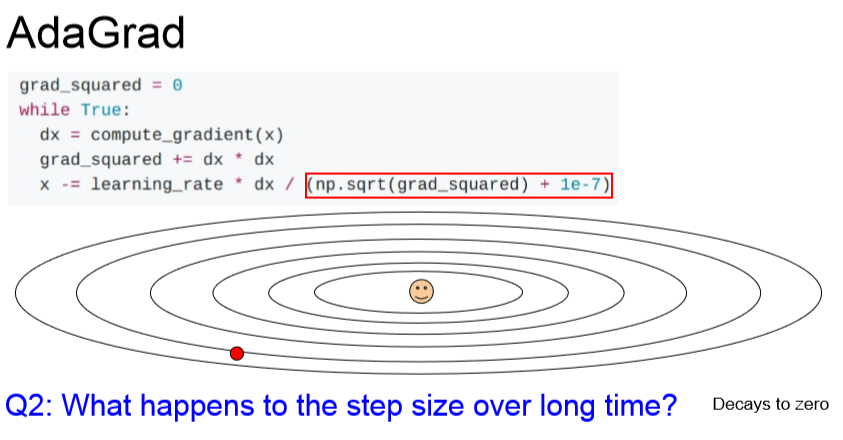 AdaGrad
grad_squared = 0
while True:
  dx = compute_gradient(x)
  grad_squared += dx * dx
  x -= learning_rate * dx / (np.sqrt(grad_squared) + 1e-7)
Q2: What happens to the step size over long time?
Decays to zero